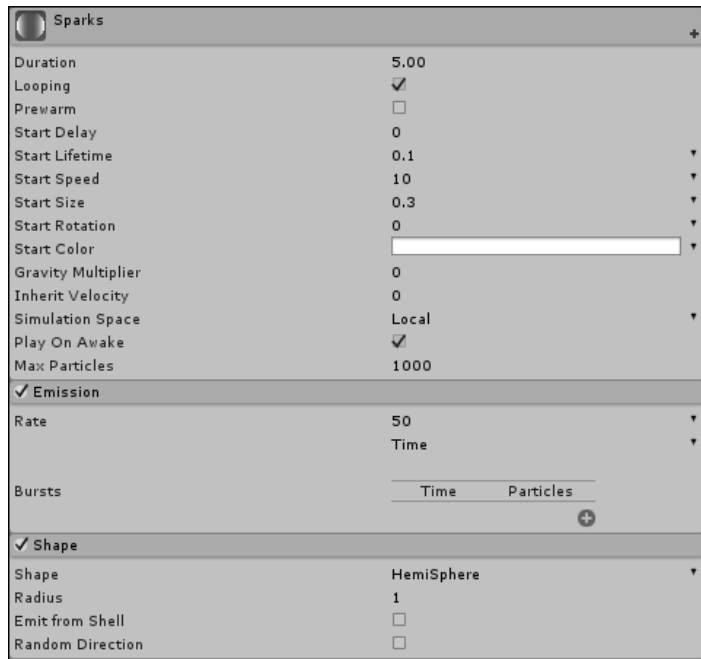 Sparks
Duration 5.00
Looping
Prewarm
Start Delay 0
Start Lifetime 0.1
Start Speed 10
Start Size 0.3
Start Rotation 0
Start Color
Gravity Multiplier 0
Inherit Velocity 0
Simulation Space Local
Play On Awake
Max Particles 1000
Emission
Rate 50
Time
Bursts Time Particles
Shape
Shape HemiSphere
Radius 1
Emit from Shell
Random Direction